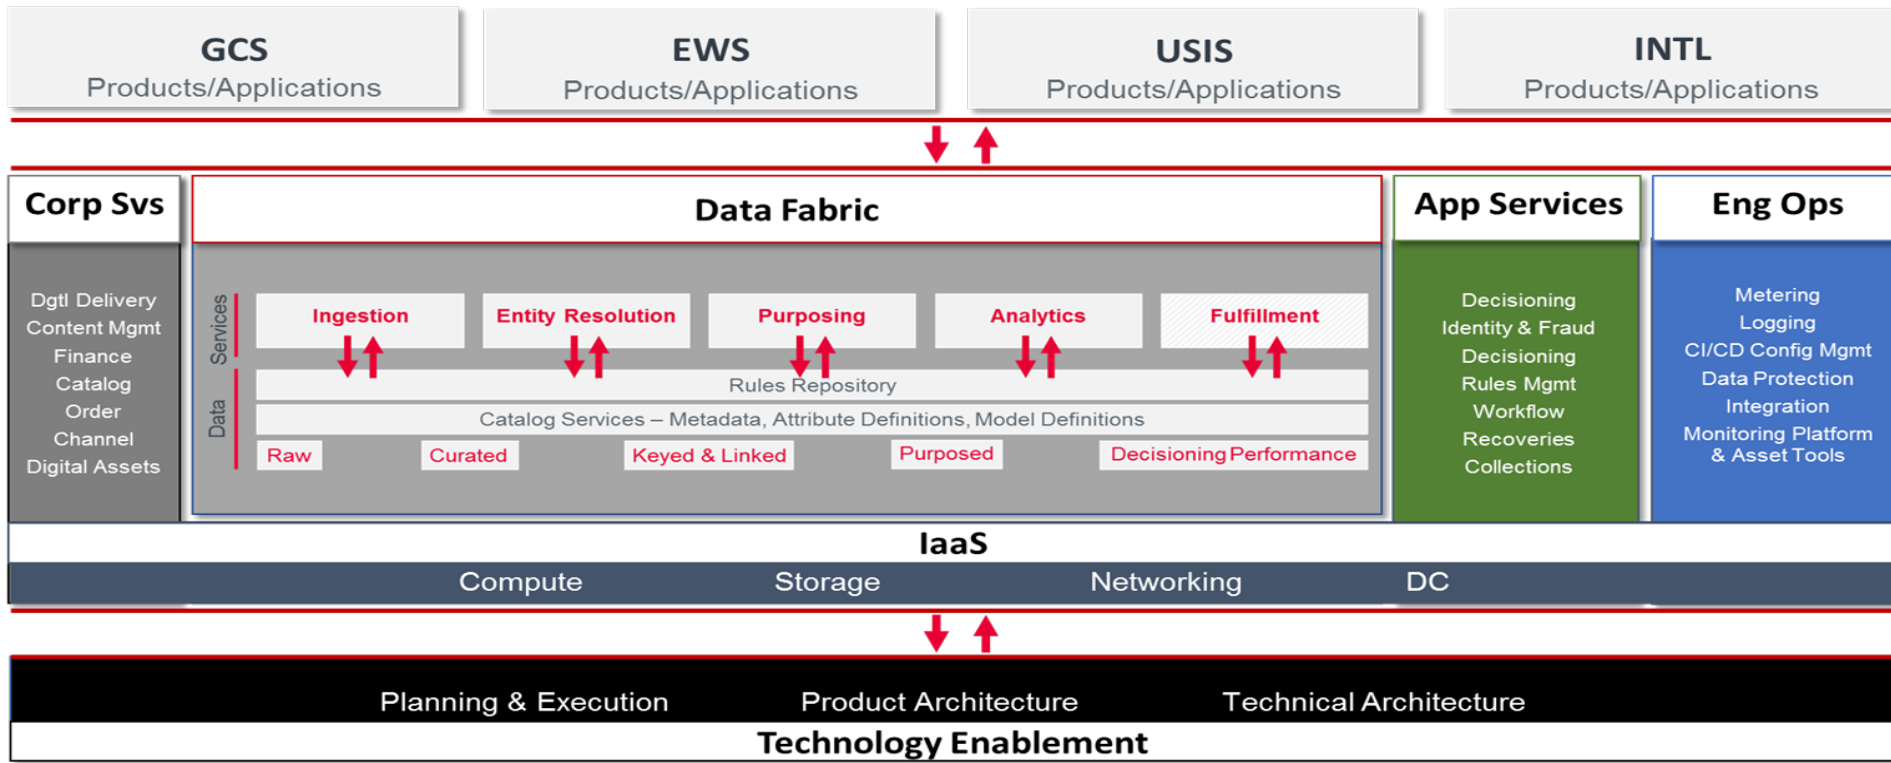 GCS
Products/Applications
EWS
Products/Applications
USIS
Products/Applications
INTL
Products/Applications
Corp Svs
Dgtl Delivery
Content Mgmt
Finance
Catalog
Order
Channel
Digital Assets
Data Fabric
Services
Ingestion
Entity Resolution
Purposing
Analytics
Fulfillment
Data
Rules Repository
Catalog Services – Metadata, Attribute Definitions, Model Definitions
Raw
Curated
Keyed & Linked
Purposed
Decisioning Performance
App Services
Decisioning
Identity & Fraud
Decisioning
Rules Mgmt
Workflow
Recoveries
Collections
Eng Ops
Metering
Logging
CI/CD Config Mgmt
Data Protection
Integration
Monitoring Platform
& Asset Tools
IaaS
Compute
Storage
Networking
DC
Planning & Execution
Product Architecture
Technical Architecture
Technology Enablement